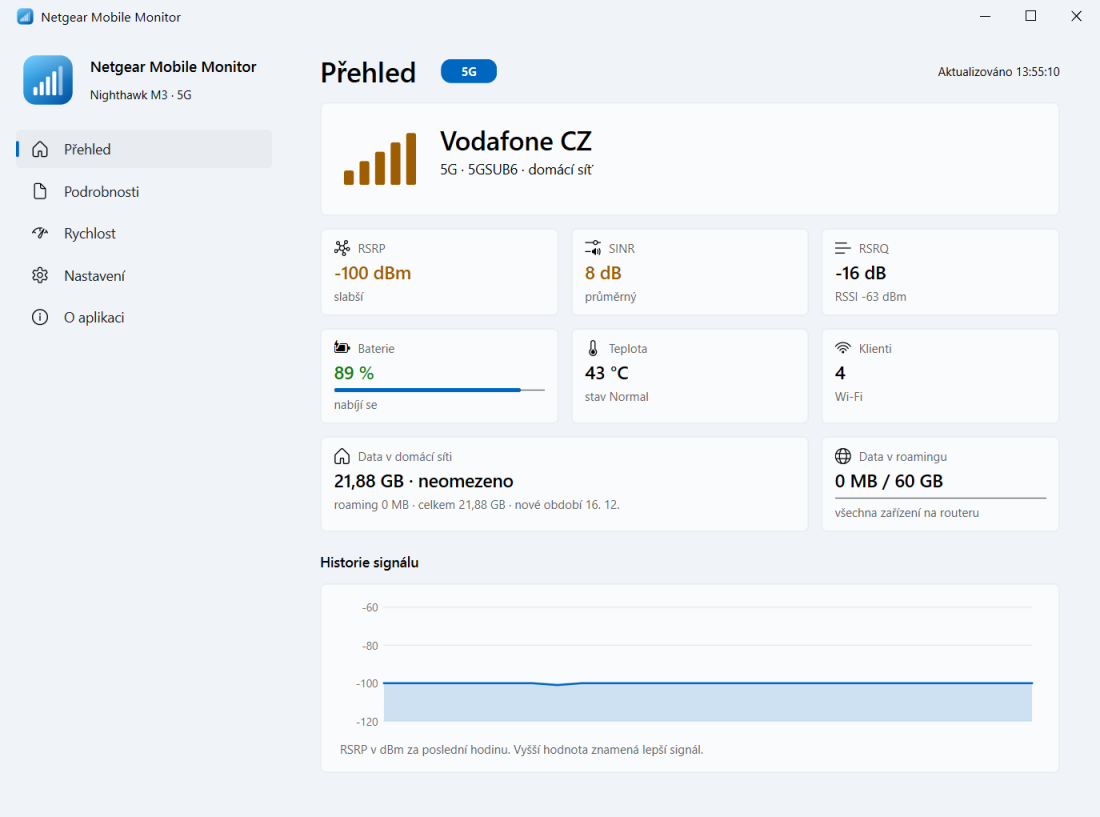 Netgear Mobile Monitor
Netgear Mobile Monitor
Nighthawk M3 · 5G
Přehled
Podrobnosti
Rychlost
Nastavení
O aplikaci
Přehled
5G
Aktualizováno 13:55:10
Vodafone CZ
5G · 5GSUB6 · domácí síť
RSRP
-100 dBm
slabší
SINR
8 dB
průměrný
RSRQ
-16 dB
RSSI -63 dBm
Baterie
89 %
nabíjí se
Teplota
43 °C
stav Normal
Klienti
4
Wi-Fi
Data v domácí síti
21,88 GB · neomezeno
roaming 0 MB · celkem 21,88 GB · nové období 16. 12.
Data v roamingu
0 MB / 60 GB
všechna zařízení na routeru
Historie signálu
-60
-80
-100
-120
RSRP v dBm za poslední hodinu. Vyšší hodnota znamená lepší signál.